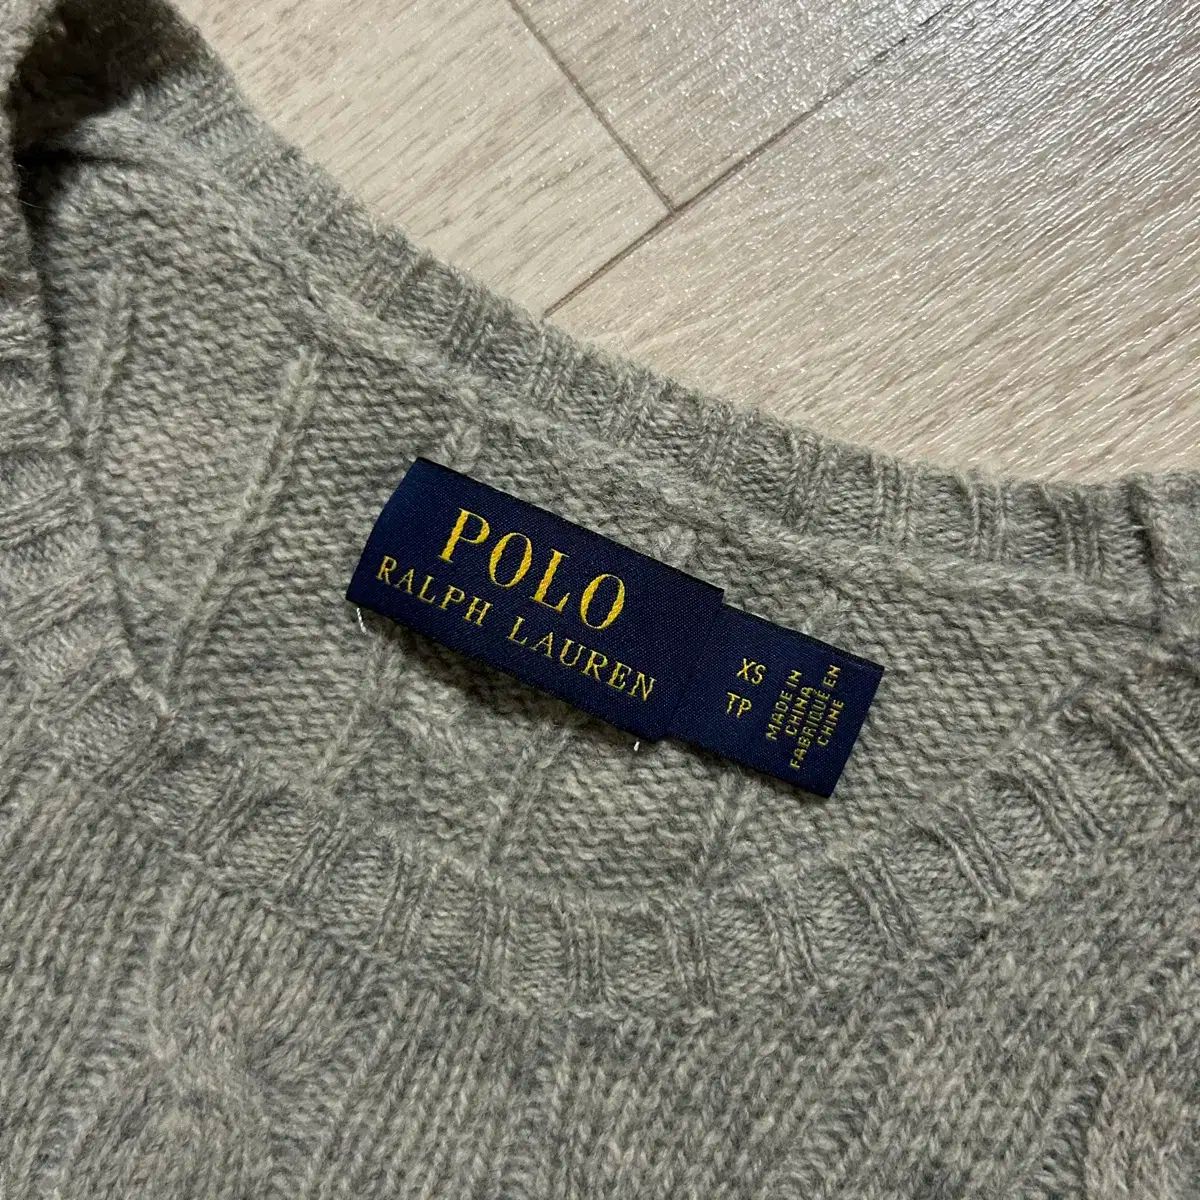 POLO
RALPH LAUREN
XS
TP
MADE IN
CHINA
FABRIQUÉ EN
CHINE